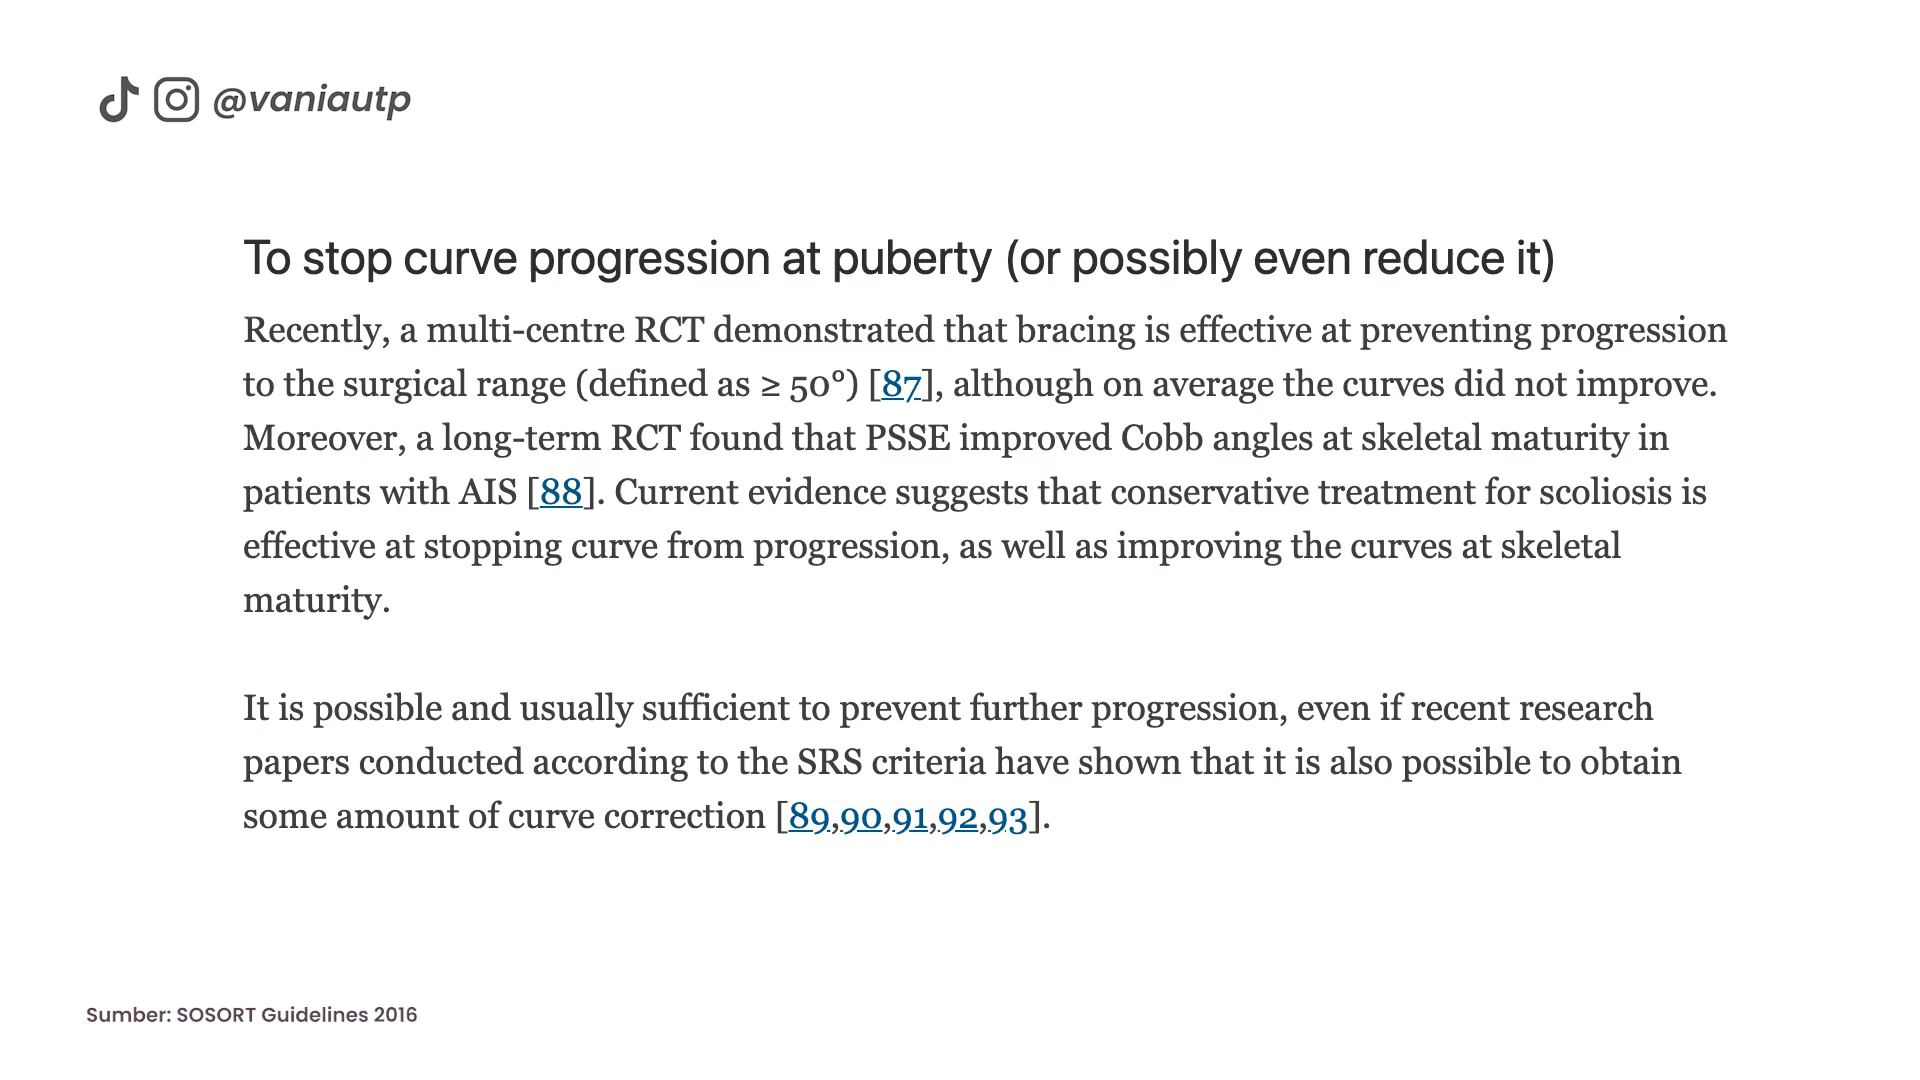 @vaniautp
To stop curve progression at puberty (or possibly even reduce it)
Recently, a multi-centre RCT demonstrated that bracing is effective at preventing progression
to the surgical range (defined as ≥ 50°) [87], although on average the curves did not improve.
Moreover, a long-term RCT found that PSSE improved Cobb angles at skeletal maturity in
patients with AIS [88]. Current evidence suggests that conservative treatment for scoliosis is
effective at stopping curve from progression, as well as improving the curves at skeletal
maturity.
It is possible and usually sufficient to prevent further progression, even if recent research
papers conducted according to the SRS criteria have shown that it is also possible to obtain
some amount of curve correction [89,90,91,92,93].
Sumber: SOSORT Guidelines 2016